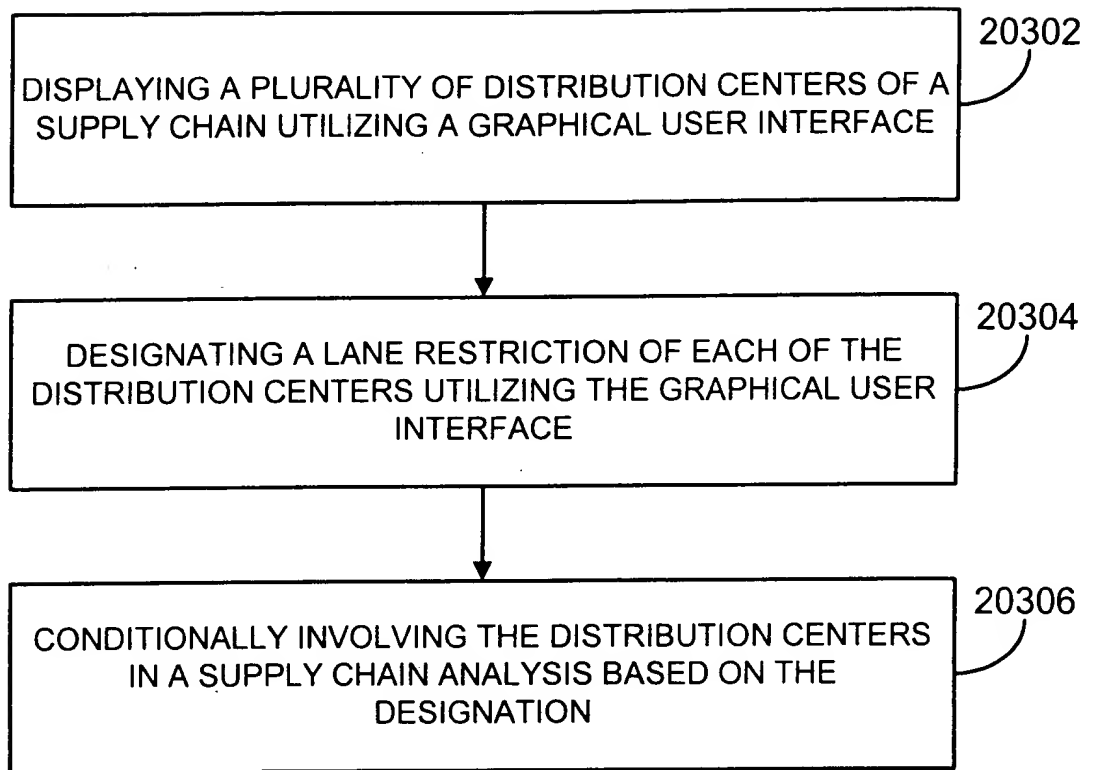 20302
DISPLAYING A PLURALITY OF DISTRIBUTION CENTERS OF A
SUPPLY CHAIN UTILIZING A GRAPHICAL USER INTERFACE
20304
DESIGNATING A LANE RESTRICTION OF EACH OF THE
DISTRIBUTION CENTERS UTILIZING THE GRAPHICAL USER
INTERFACE
20306
CONDITIONALLY INVOLVING THE DISTRIBUTION CENTERS
IN A SUPPLY CHAIN ANALYSIS BASED ON THE
DESIGNATION